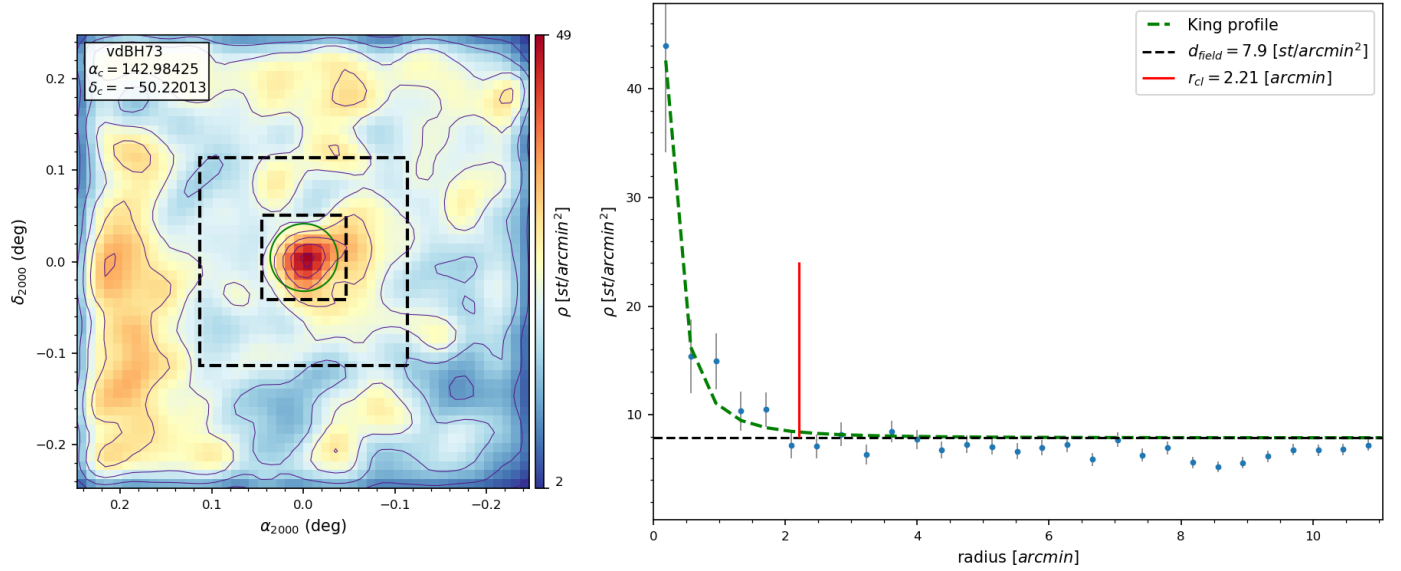 vdBH73
α_c = 142.98425
δ_c = − 50.22013
0.2
0.1
0.0
−0.1
−0.2
δ_2000 (deg)
0.2
0.1
0.0
−0.1
−0.2
α_2000 (deg)
49
2
ρ [st/arcmin²]
King profile
d_field = 7.9 [st/arcmin²]
r_cl = 2.21 [arcmin]
40
30
20
10
0
ρ [st/arcmin²]
0
2
4
6
8
10
radius [arcmin]